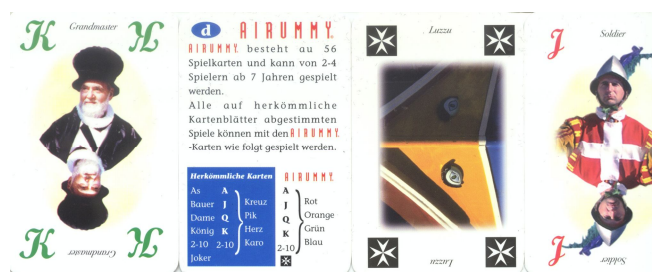 K Grandmaster K
K Grandmaster K
d AIRUMMY
AIRUMMY besteht au 56
Spielkarten und kann von 2-4
Spielern ab 7 Jahren gespielt
werden.
Alle auf herkömmliche
Kartenblätter abgestimmten
Spiele können mit den AIRUMMY
-Karten wie folgt gespielt werden.
Herkömmliche Karten AIRUMMY
As A A
Bauer J Kreuz J Rot
Dame Q Pik Q Orange
König K Herz K Grün
2-10 2-10 Karo 2-10 Blau
Joker
Luzzu
Luzzu
J Soldier
J Soldier